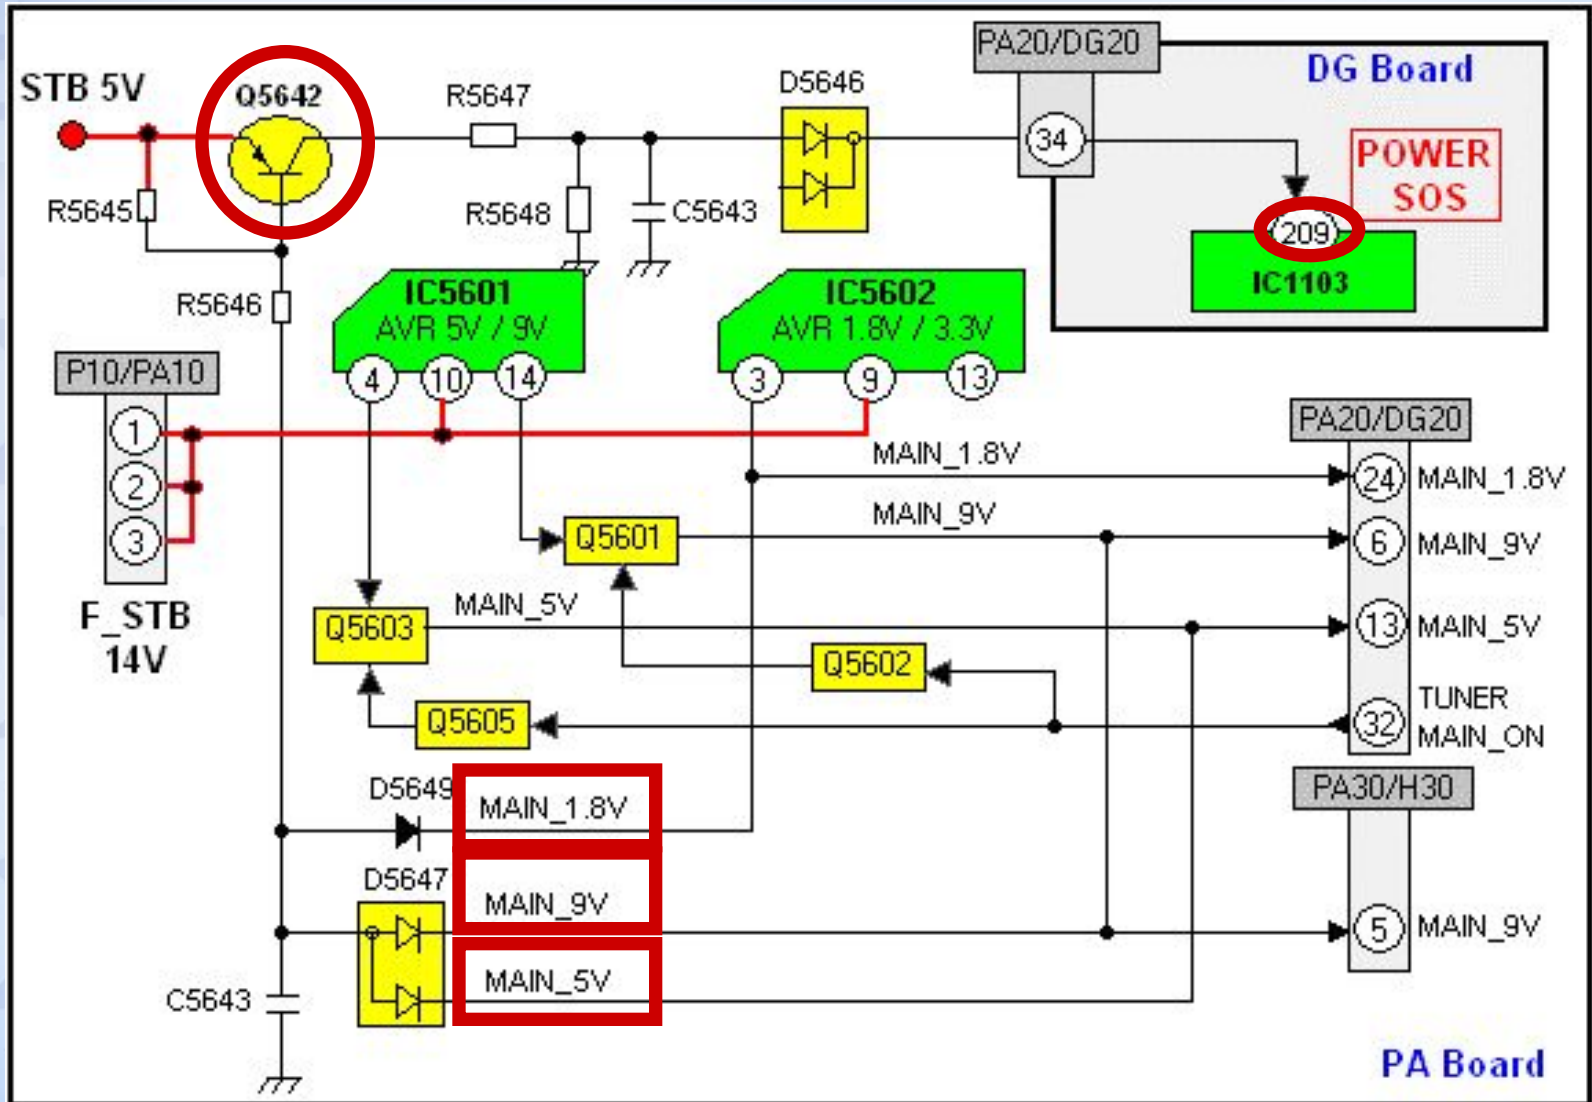 PA20/DG20
DG Board
STB 5V
Q5642
R5647
D5646
34
POWER
SOS
R5645
R5648
C5643
209
IC1103
R5646
IC5601
AVR 5V / 9V
IC5602
AVR 1.8V / 3.3V
P10/PA10
4
10
14
3
9
13
1
2
3
PA20/DG20
MAIN_1.8V
24
MAIN_1.8V
MAIN_9V
Q5601
6
MAIN_9V
F_STB
14V
MAIN_5V
Q5603
13
MAIN_5V
Q5602
Q5605
32
TUNER
MAIN_ON
D5649
MAIN_1.8V
PA30/H30
D5647
MAIN_9V
5
MAIN_9V
MAIN_5V
C5643
PA Board